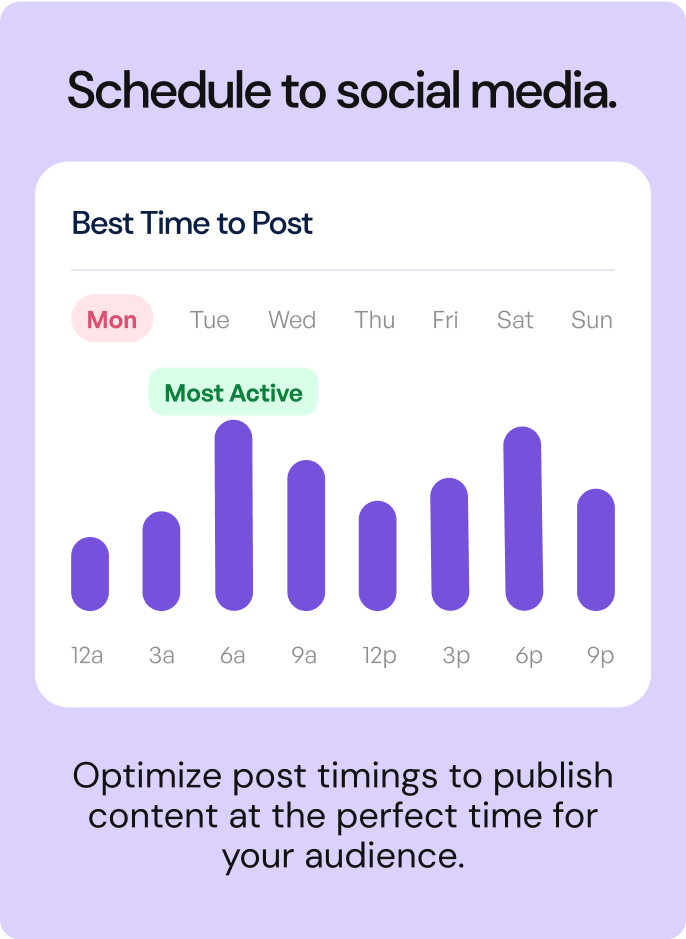 Schedule to social media.
Best Time to Post
Mon Tue Wed Thu Fri Sat Sun
Most Active
12a 3a 6a 9a 12p 3p 6p 9p
Optimize post timings to publish
content at the perfect time for
your audience.